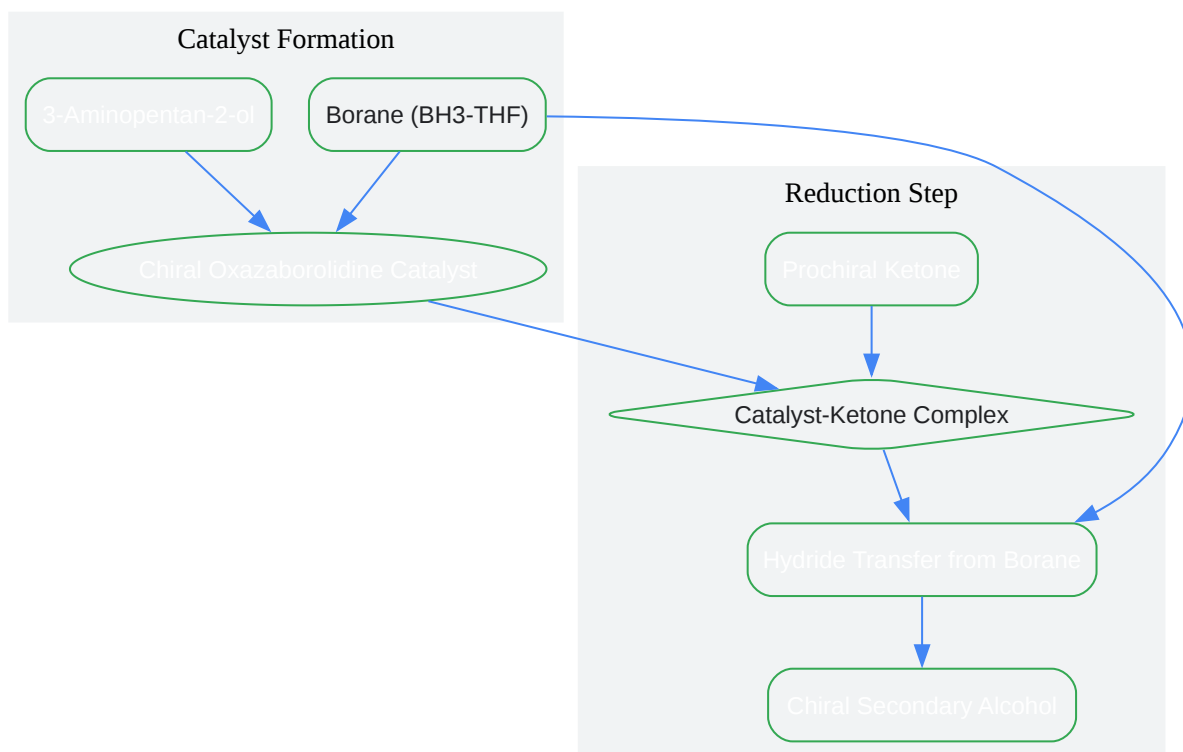 Catalyst Formation
3-Aminopentan-2-ol
Borane (BH3-THF)
Chiral Oxazaborolidine Catalyst
Reduction Step
Prochiral Ketone
Catalyst-Ketone Complex
Hydride Transfer from Borane
Chiral Secondary Alcohol